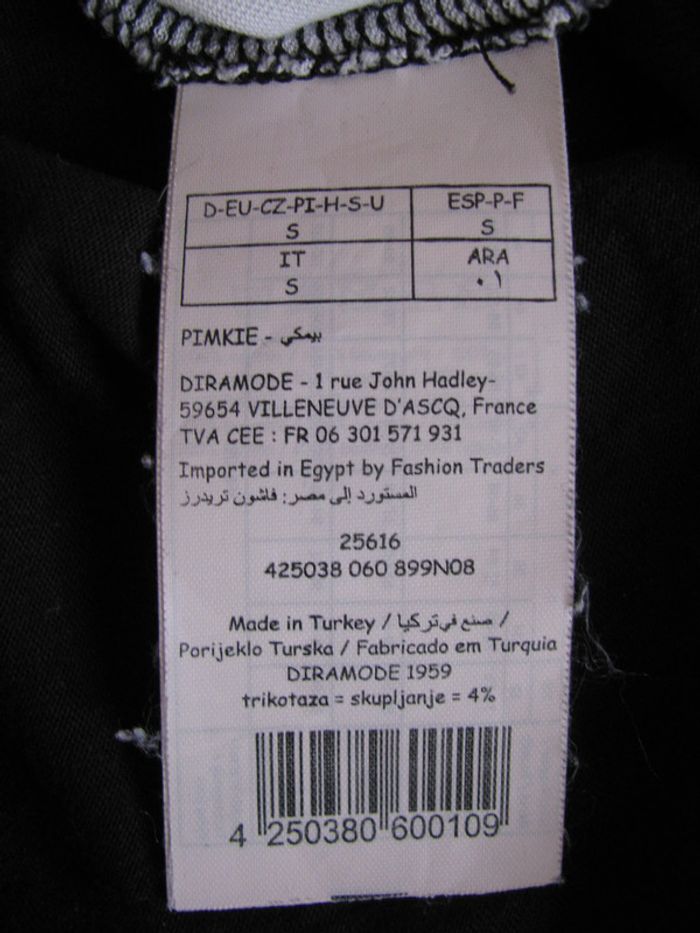 D-EU-CZ-PI-H-S-U ESP-P-F
S S
IT ARA
S ٠١
PIMKIE - بيمكي
DIRAMODE - 1 rue John Hadley-
59654 VILLENEUVE D'ASCQ, France
TVA CEE : FR 06 301 571 931
Imported in Egypt by Fashion Traders
المستورد إلى مصر: فاشون تريدرز
25616
425038 060 899N08
Made in Turkey / صنع في تركيا /
Porijeklo Turska / Fabricado em Turquia
DIRAMODE 1959
trikotaza = skupljanje = 4%
4 250380 600109